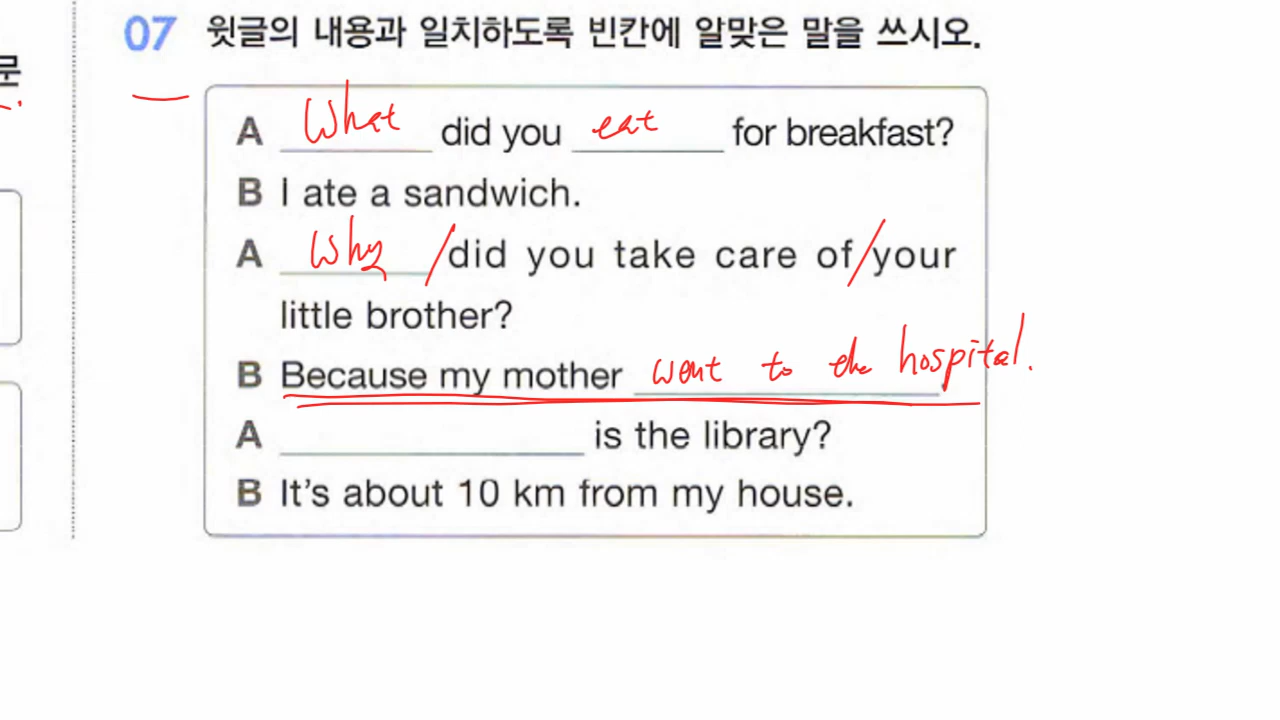 문
07 윗글의 내용과 일치하도록 빈칸에 알맞은 말을 쓰시오.
A What did you eat for breakfast?
B I ate a sandwich.
A Why did you take care of your
little brother?
B Because my mother went to the hospital.
A is the library?
B It's about 10 km from my house.